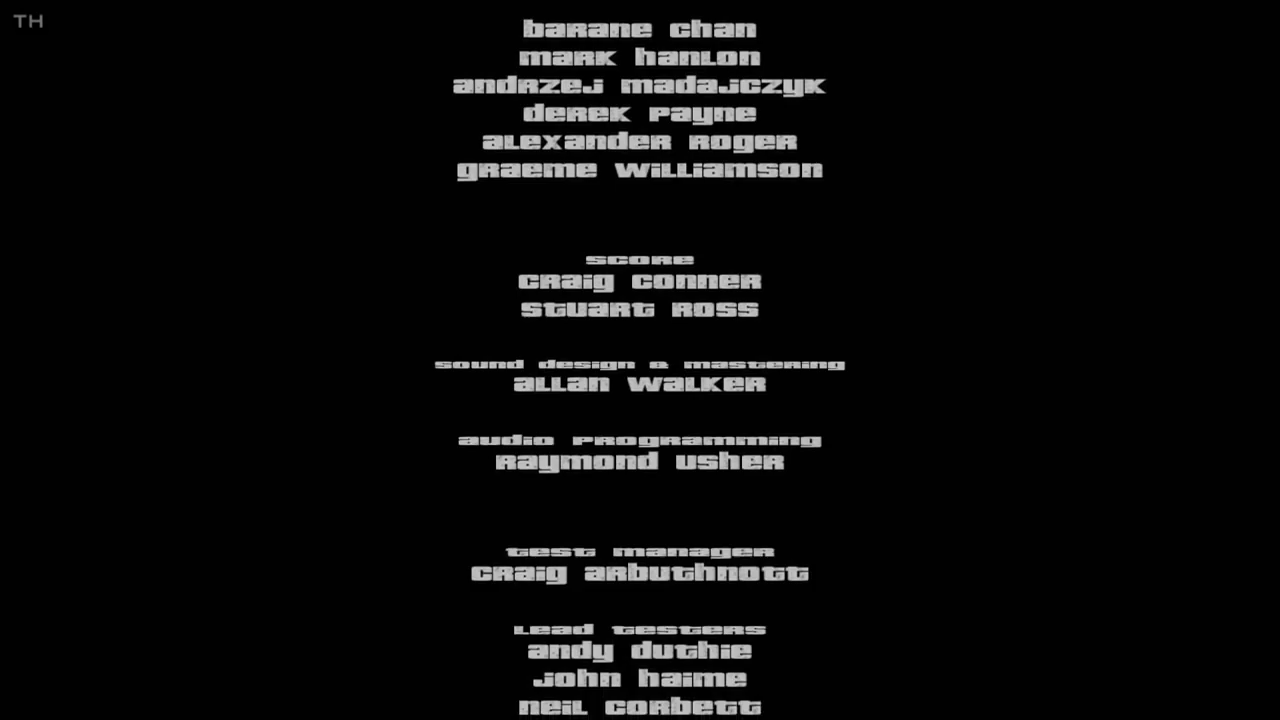 TH
Barane Chan
Mark Hanlon
Andrzej Madajczyk
Derek Payne
Alexander Roger
Graeme Williamson
Score
Craig Conner
Stuart Ross
Sound Design & Mastering
Allan Walker
Audio Programming
Raymond Usher
Test Manager
Craig Arbuthnott
Lead Testers
Andy Duthie
John Haime
Neil Corbett